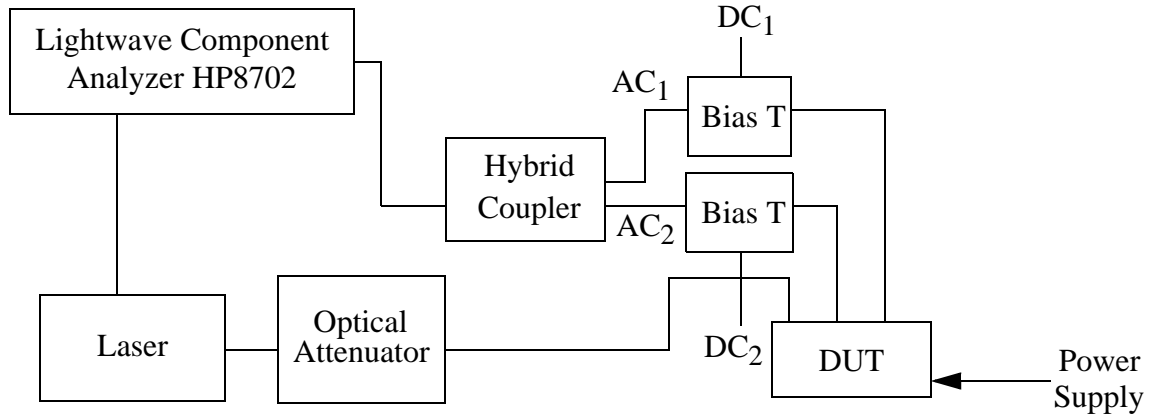 Lightwave Component
Analyzer HP8702
DC1
AC1
Bias T
Hybrid
Coupler
AC2
Bias T
DC2
Laser
Optical
Attenuator
DUT
Power
Supply